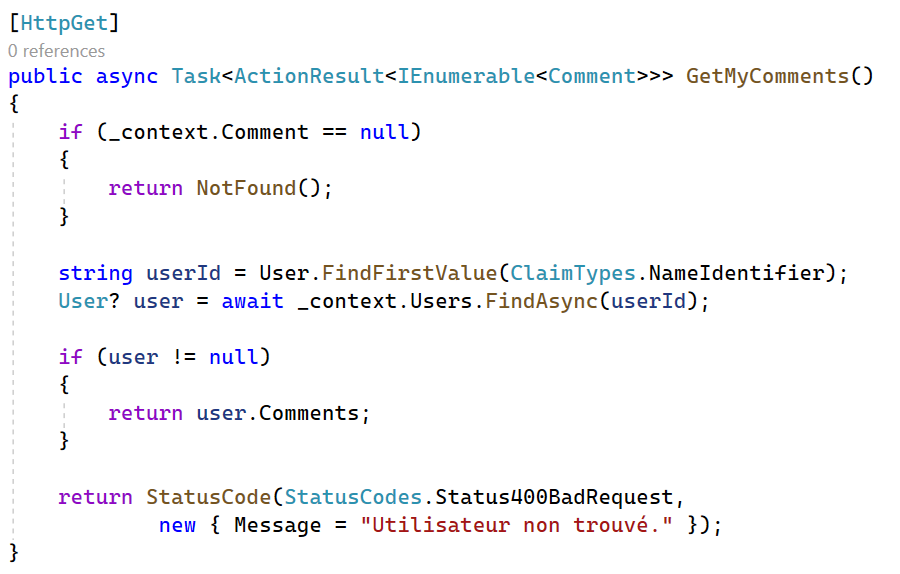 [HttpGet]
0 references
public async Task<ActionResult<IEnumerable<Comment>>> GetMyComments()
{
if (_context.Comment == null)
{
return NotFound();
}
string userId = User.FindFirstValue(ClaimTypes.NameIdentifier);
User? user = await _context.Users.FindAsync(userId);
if (user != null)
{
return user.Comments;
}
return StatusCode(StatusCodes.Status400BadRequest,
new { Message = "Utilisateur non trouvé." });
}